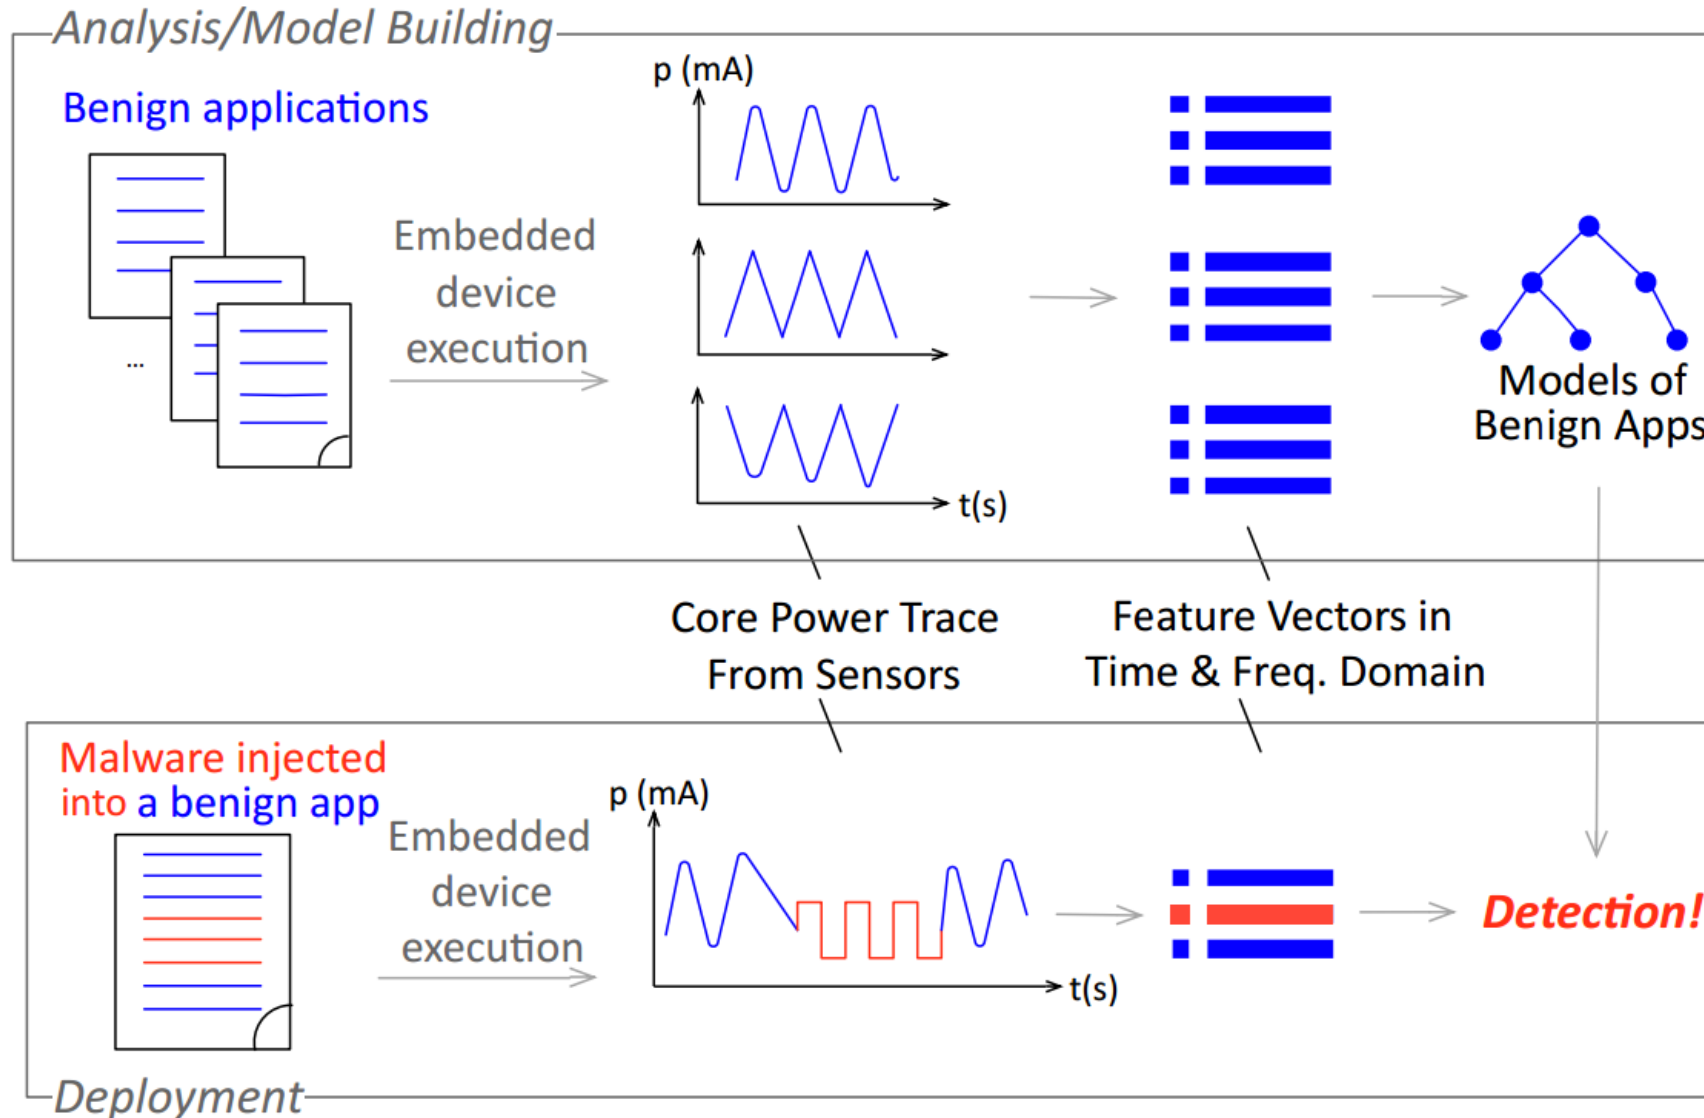 Analysis/Model Building
Benign applications
...
Embedded
device
execution
p (mA)
t(s)
Models of
Benign Apps
Core Power Trace
From Sensors
Feature Vectors in
Time & Freq. Domain
Malware injected
into a benign app
Embedded
device
execution
p (mA)
t(s)
Detection!
Deployment